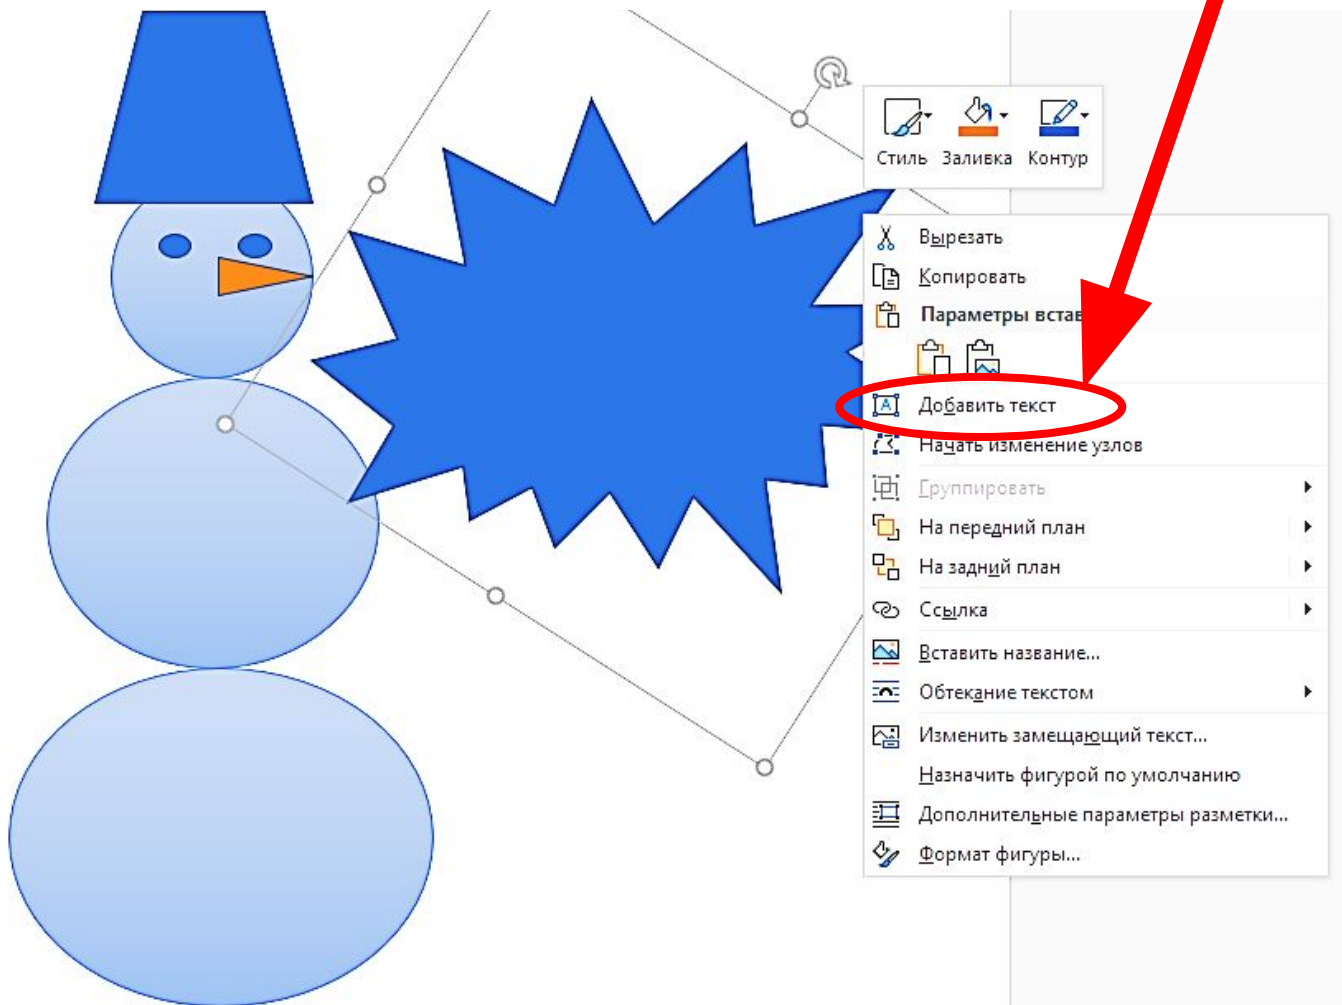 Стиль Заливка Контур
Вырезать
Копировать
Параметры встав
Добавить текст
Начать изменение узлов
Группировать
На передний план
На задний план
Ссылка
Вставить название...
Обтекание текстом
Изменить замещающий текст...
Назначить фигурой по умолчанию
Дополнительные параметры разметки...
Формат фигуры...